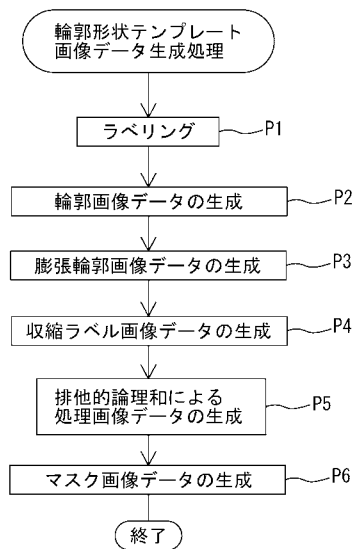 輪郭形状テンプレート
画像データ生成処理
ラベリング
P1
輪郭画像データの生成
P2
膨張輪郭画像データの生成
P3
収縮ラベル画像データの生成
P4
排他的論理和による
処理画像データの生成
P5
マスク画像データの生成
P6
終了